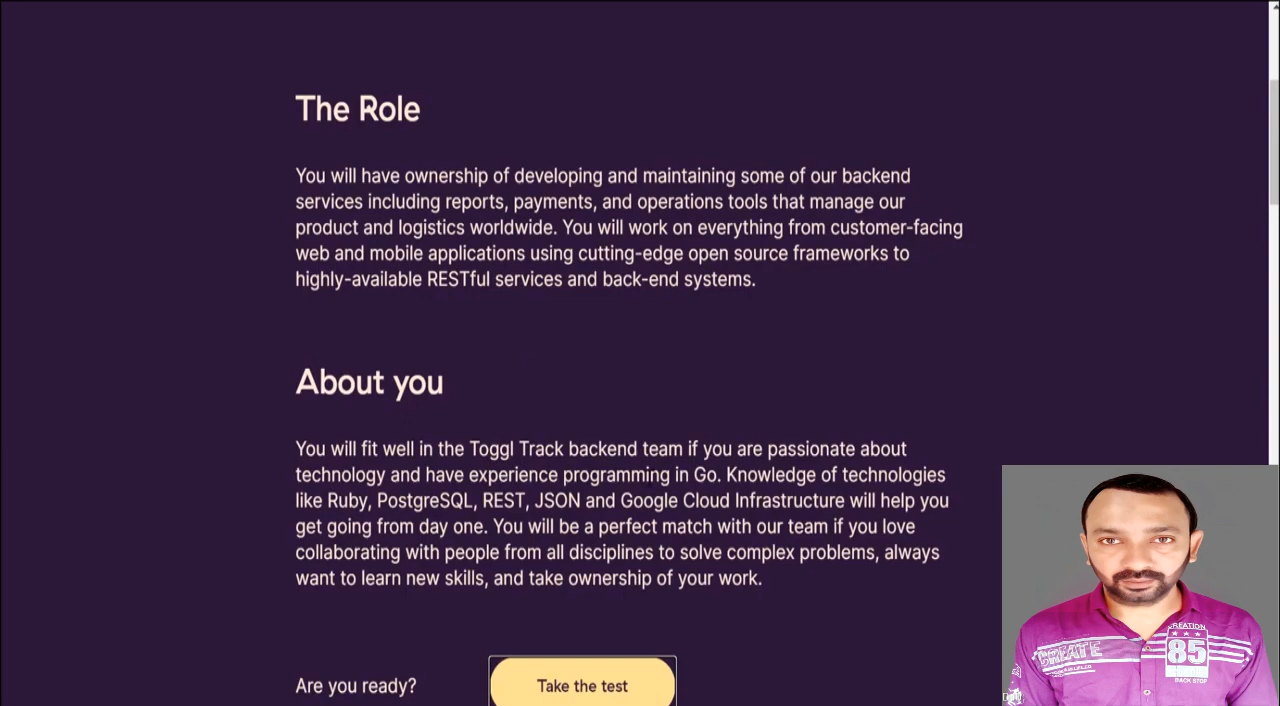 The Role
You will have ownership of developing and maintaining some of our backend
services including reports, payments, and operations tools that manage our
product and logistics worldwide. You will work on everything from customer-facing
web and mobile applications using cutting-edge open source frameworks to
highly-available RESTful services and back-end systems.
About you
You will fit well in the Toggl Track backend team if you are passionate about
technology and have experience programming in Go. Knowledge of technologies
like Ruby, PostgreSQL, REST, JSON and Google Cloud Infrastructure will help you
get going from day one. You will be a perfect match with our team if you love
collaborating with people from all disciplines to solve complex problems, always
want to learn new skills, and take ownership of your work.
Are you ready?
Take the test
CREATION
CREATE
85
BACK STOP